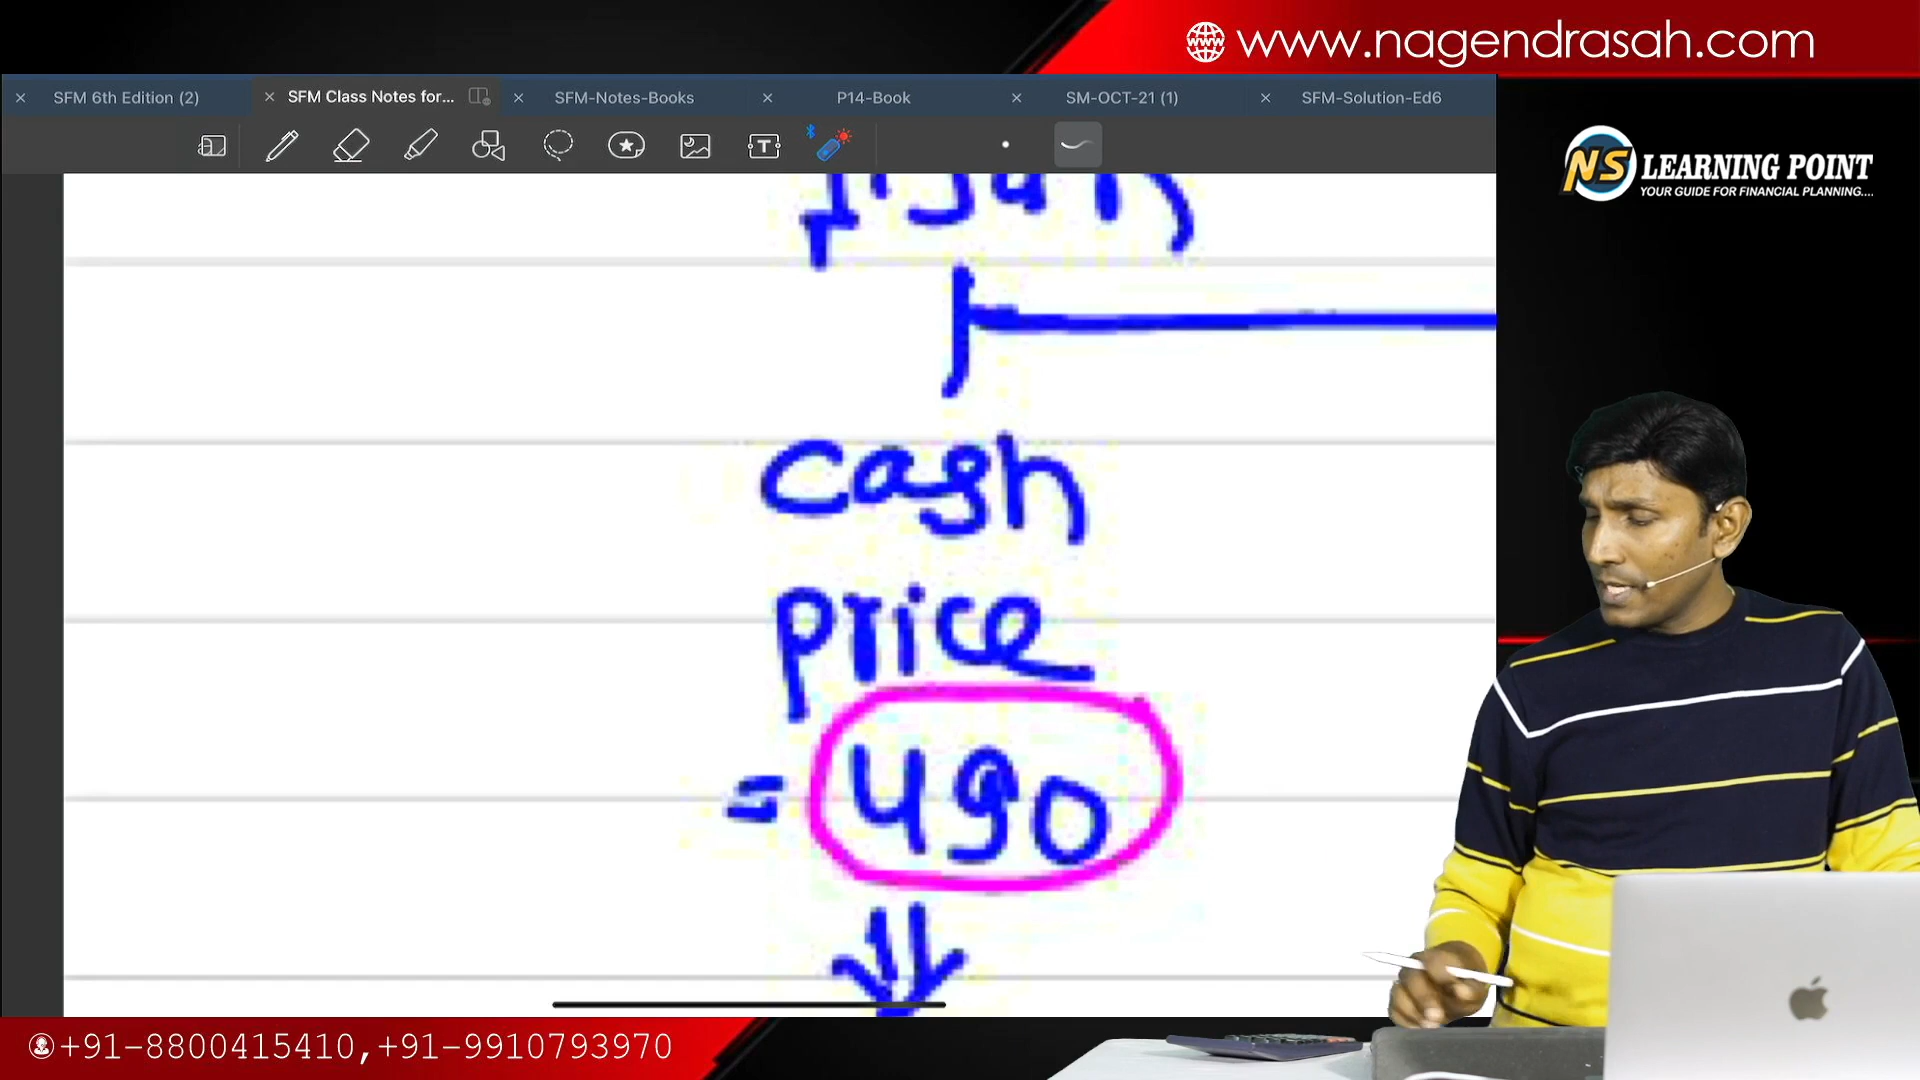 www.nagendrasah.com
SFM 6th Edition (2)
SFM Class Notes for...
SFM-Notes-Books
P14-Book
SM-OCT-21 (1)
SFM-Solution-Ed6
T
NS LEARNING POINT
YOUR GUIDE FOR FINANCIAL PLANNING....
cash
price
= 490
+91-8800415410,+91-9910793970